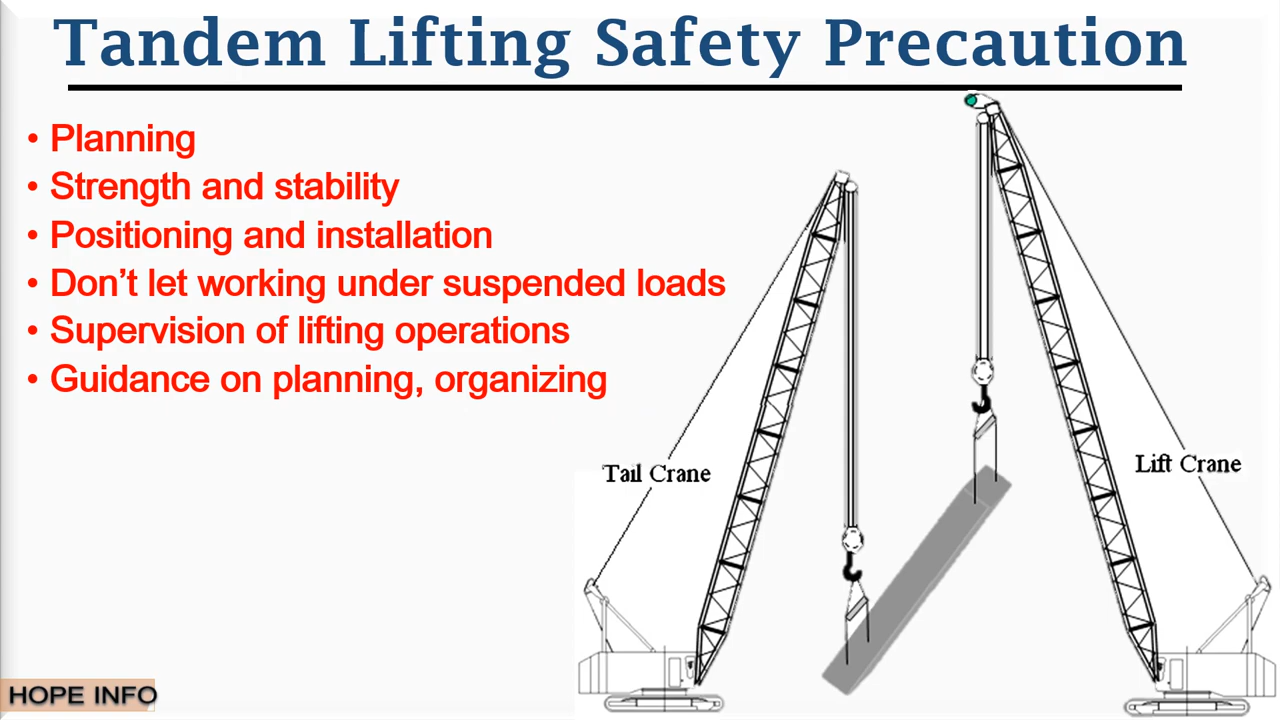 Tandem Lifting Safety Precaution
• Planning
• Strength and stability
• Positioning and installation
• Don’t let working under suspended loads
• Supervision of lifting operations
• Guidance on planning, organizing
Tail Crane
Lift Crane
HOPE INFO